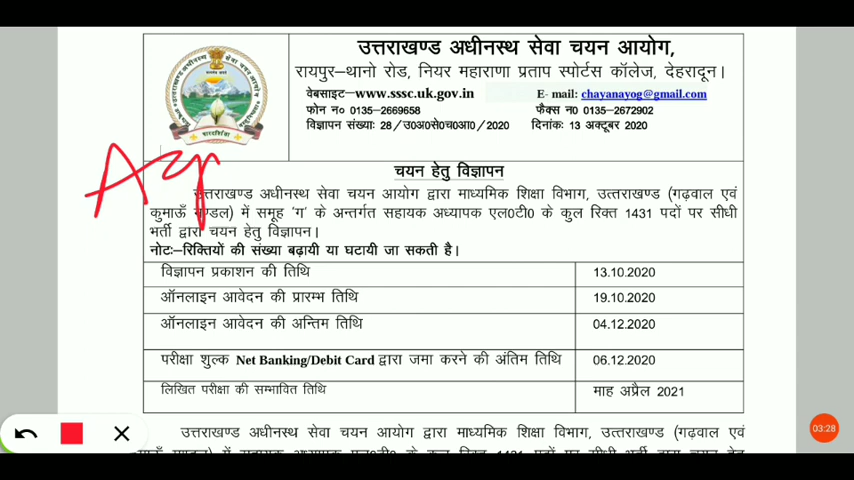 उत्तराखण्ड अधीनस्थ सेवा चयन आयोग,
रायपुर–थानो रोड, नियर महाराणा प्रताप स्पोर्टस कॉलेज, देहरादून।
वेबसाइट–www.sssc.uk.gov.in E- mail: chayanayog@gmail.com
फोन न० 0135-2669658 फैक्स न0 0135-2672902
विज्ञापन संख्याः 28/उ0अ0से0च0आ0/2020 दिनांकः 13 अक्टूबर 2020
चयन हेतु विज्ञापन
उत्तराखण्ड अधीनस्थ सेवा चयन आयोग द्वारा माध्यमिक शिक्षा विभाग, उत्तराखण्ड (गढ़वाल एवं
कुमाऊँ मण्डल) में समूह 'ग' के अन्तर्गत सहायक अध्यापक एल0टी0 के कुल रिक्त 1431 पदों पर सीधी
भर्ती द्वारा चयन हेतु विज्ञापन।
नोटः–रिक्तियों की संख्या बढ़ायी या घटायी जा सकती है।
विज्ञापन प्रकाशन की तिथि 13.10.2020
ऑनलाइन आवेदन की प्रारम्भ तिथि 19.10.2020
ऑनलाइन आवेदन की अन्तिम तिथि 04.12.2020
परीक्षा शुल्क Net Banking/Debit Card द्वारा जमा करने की अंतिम तिथि 06.12.2020
लिखित परीक्षा की सम्भावित तिथि माह अप्रैल 2021
उत्तराखण्ड अधीनस्थ सेवा चयन आयोग द्वारा माध्यमिक शिक्षा विभाग, उत्तराखण्ड (गढ़वाल एवं
03:28